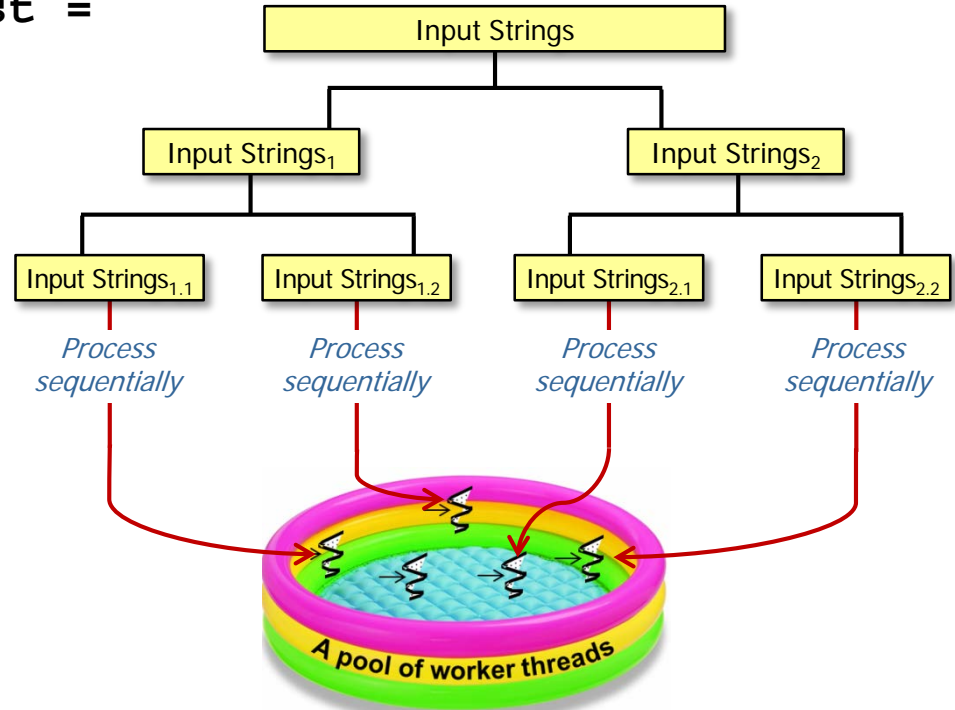 st =
Input Strings
Input Strings₁
Input Strings₂
Input Strings₁.₁
Input Strings₁.₂
Input Strings₂.₁
Input Strings₂.₂
Process
sequentially
Process
sequentially
Process
sequentially
Process
sequentially
A pool of worker threads